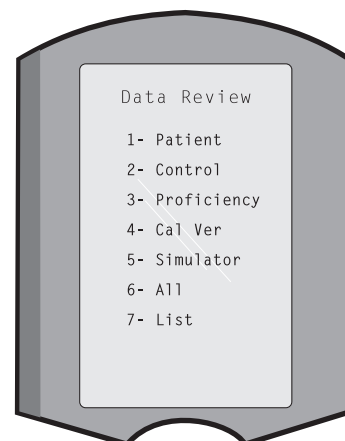 Data Review
1- Patient
2- Control
3- Proficiency
4- Cal Ver
5- Simulator
6- All
7- List